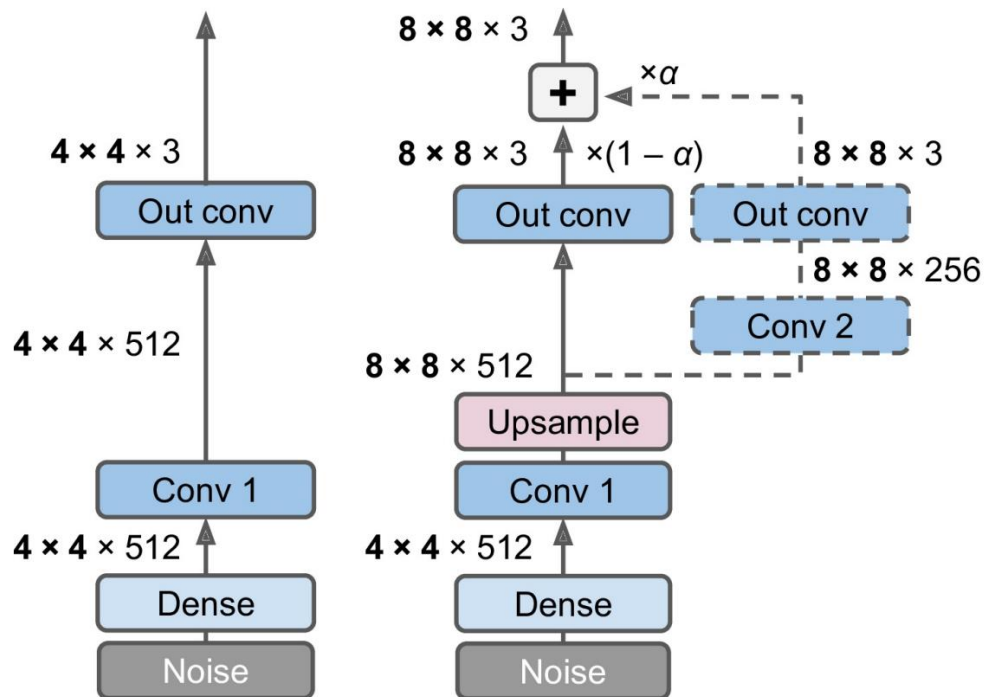 4 × 4 × 3
Out conv
4 × 4 × 512
Conv 1
4 × 4 × 512
Dense
Noise
8 × 8 × 3
+
×α
8 × 8 × 3
×(1 – α)
Out conv
8 × 8 × 512
Upsample
Conv 1
4 × 4 × 512
Dense
Noise
8 × 8 × 3
Out conv
8 × 8 × 256
Conv 2